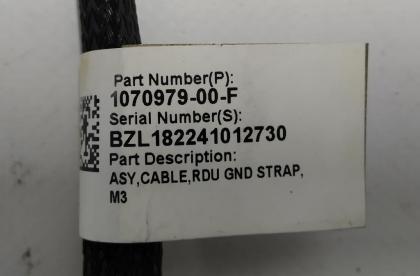 Part Number(P):
1070979-00-F
Serial Number(S):
BZL182241012730
Part Description:
ASY,CABLE,RDU GND STRAP,
M3